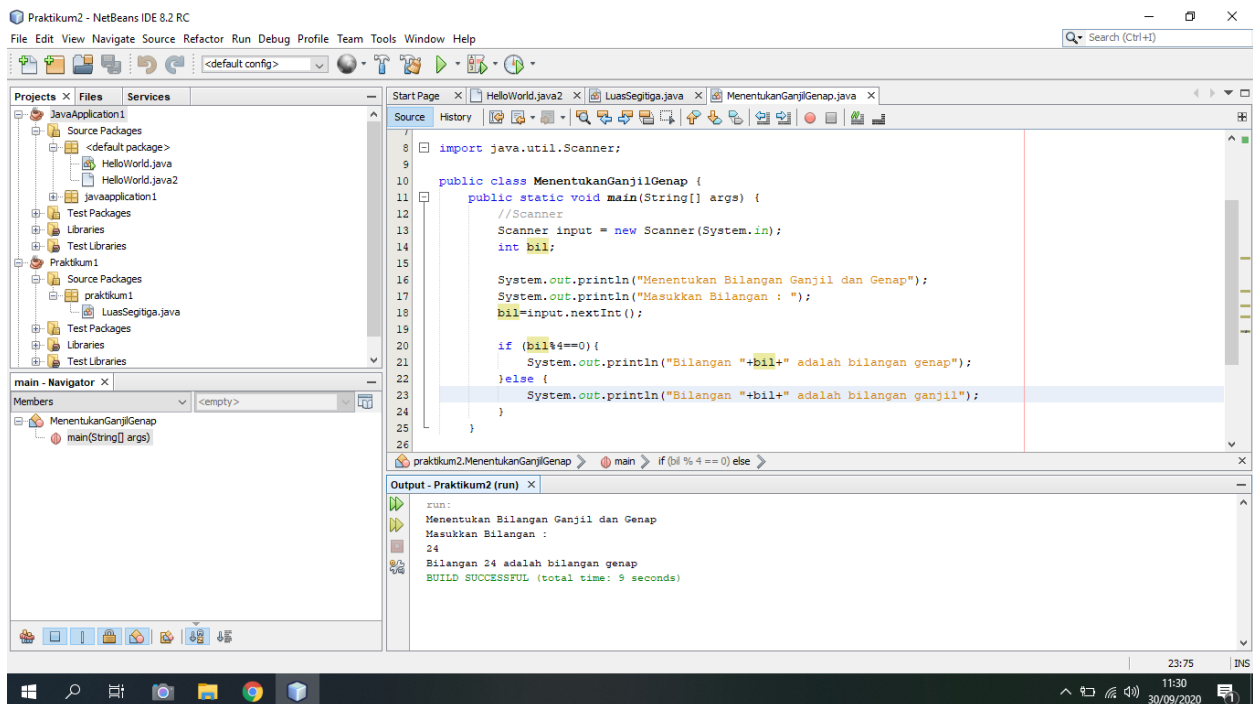 Praktikum2 - NetBeans IDE 8.2 RC
File Edit View Navigate Source Refactor Run Debug Profile Team Tools Window Help
Search (Ctrl+I)
<default config>
Projects Files Services
JavaApplication1
Source Packages
<default package>
HelloWorld.java
HelloWorld.java2
javaapplication1
Test Packages
Libraries
Test Libraries
Praktikum1
Source Packages
praktikum1
LuasSegitiga.java
Test Packages
Libraries
Test Libraries
main - Navigator
Members <empty>
MenentukanGanjilGenap
main(String[] args)
Start Page HelloWorld.java2 LuasSegitiga.java MenentukanGanjilGenap.java
Source History
7
8 import java.util.Scanner;
9
10 public class MenentukanGanjilGenap {
11 public static void main(String[] args) {
12 //Scanner
13 Scanner input = new Scanner(System.in);
14 int bil;
15
16 System.out.println("Menentukan Bilangan Ganjil dan Genap");
17 System.out.println("Masukkan Bilangan : ");
18 bil=input.nextInt();
19
20 if (bil%4==0){
21 System.out.println("Bilangan "+bil+" adalah bilangan genap");
22 }else {
23 System.out.println("Bilangan "+bil+" adalah bilangan ganjil");
24 }
25 }
26
praktikum2.MenentukanGanjilGenap main if (bil % 4 == 0) else
Output - Praktikum2 (run)
run:
Menentukan Bilangan Ganjil dan Genap
Masukkan Bilangan :
24
Bilangan 24 adalah bilangan genap
BUILD SUCCESSFUL (total time: 9 seconds)
23:75 INS
11:30
30/09/2020